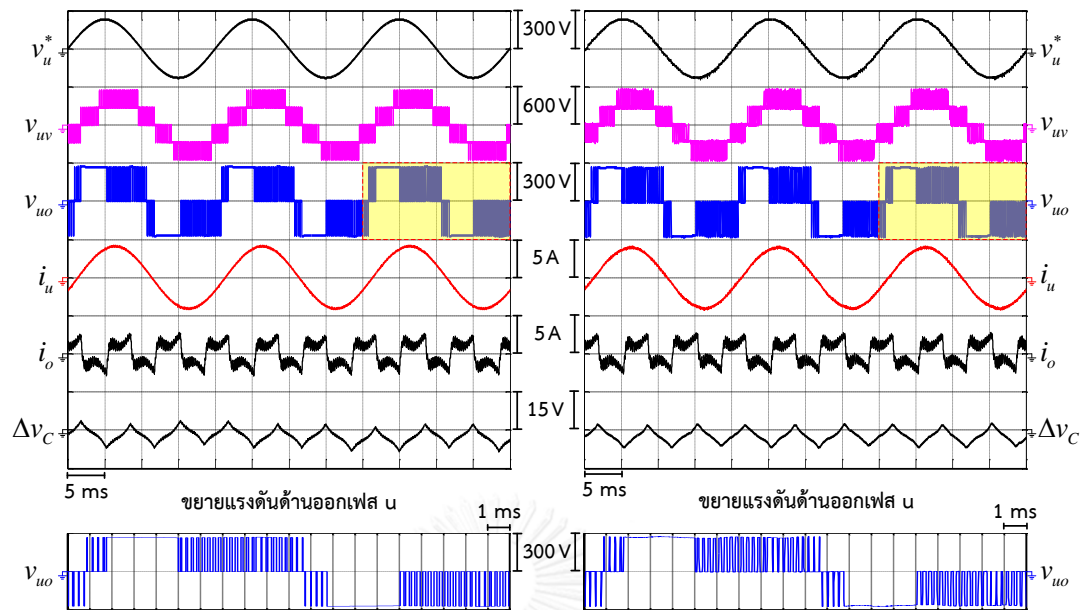 v*u 300 V v*u
vuv 600 V vuv
vuo 300 V vuo
iu 5 A iu
io 5 A io
ΔvC 15 V ΔvC
5 ms 5 ms
ขยายแรงดันด้านออกเฟส u ขยายแรงดันด้านออกเฟส u
1 ms 1 ms
vuo 300 V vuo